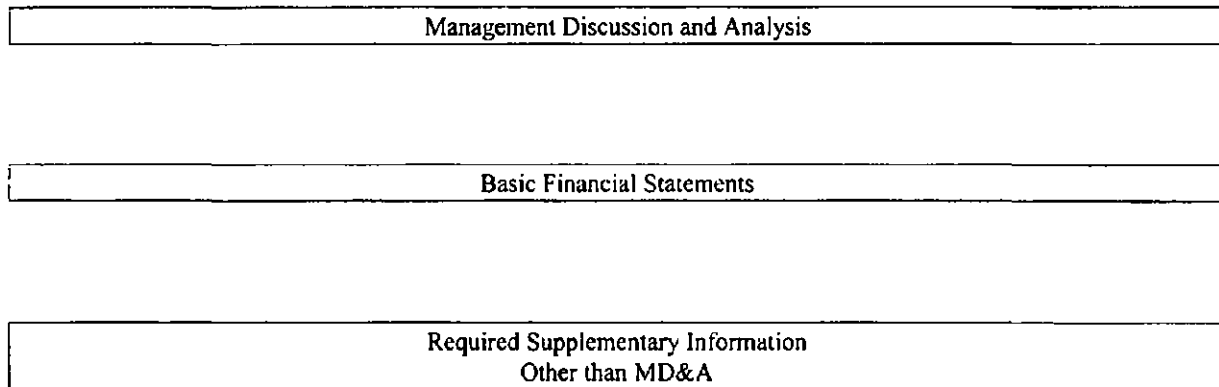 Management Discussion and Analysis
Basic Financial Statements
Required Supplementary Information
Other than MD&A